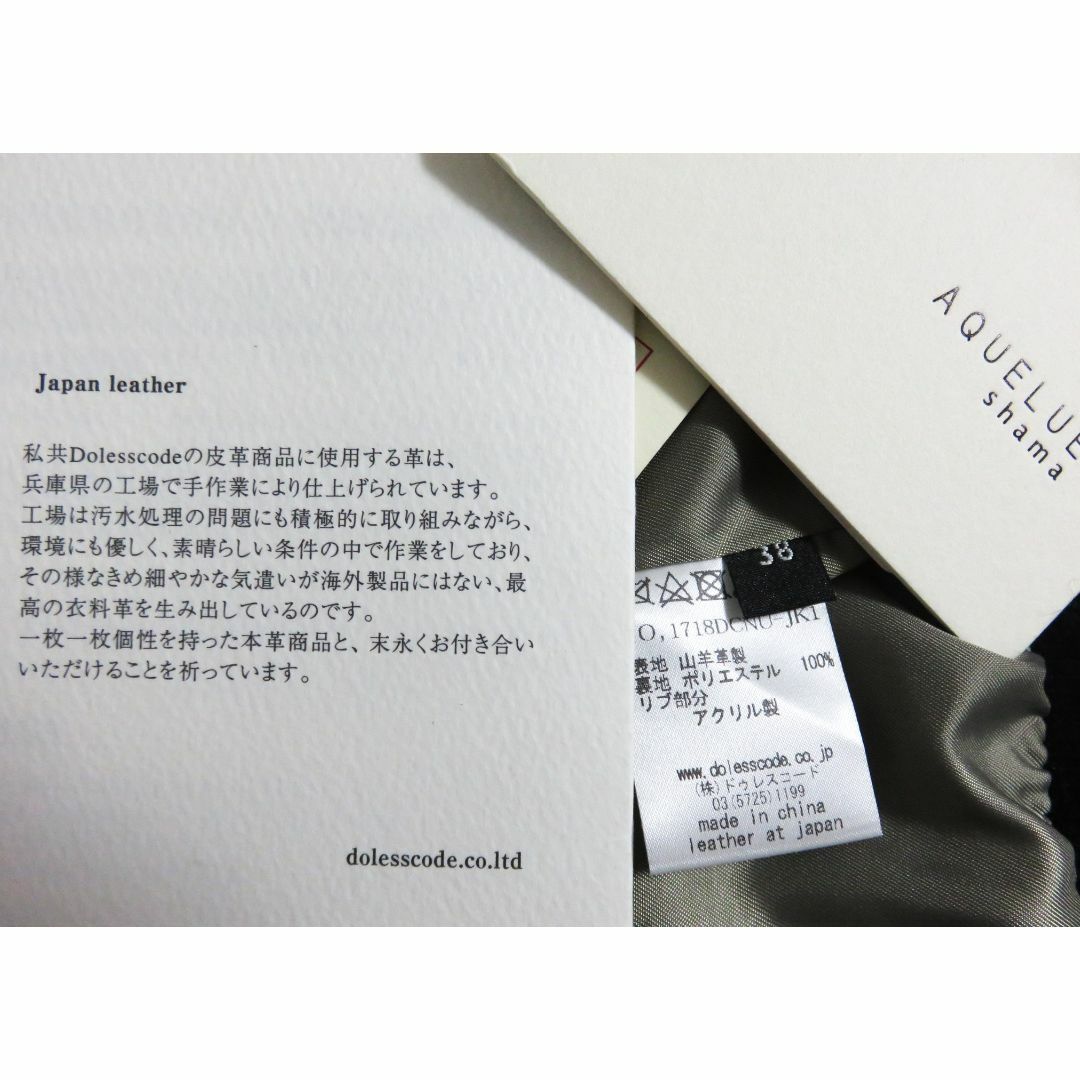 Japan leather
私共Dolesscodeの皮革商品に使用する革は、
兵庫県の工場で手作業により仕上げられています。
工場は汚水処理の問題にも積極的に取り組みながら、
環境にも優しく、素晴らしい条件の中で作業をしており、
その様なきめ細やかな気遣いが海外製品にはない、最
高の衣料革を生み出しているのです。
一枚一枚個性を持った本革商品と、末永くお付き合い
いただけることを祈っています。
dolesscode.co.ltd
AQUELUE
shama
38
O,1718DCNU-JK1
表地 山羊革製
裏地 ポリエステル 100%
リブ部分
アクリル製
www.dolesscode.co.jp
(株)ドゥレスコード
03(5725)1199
made in china
leather at japan